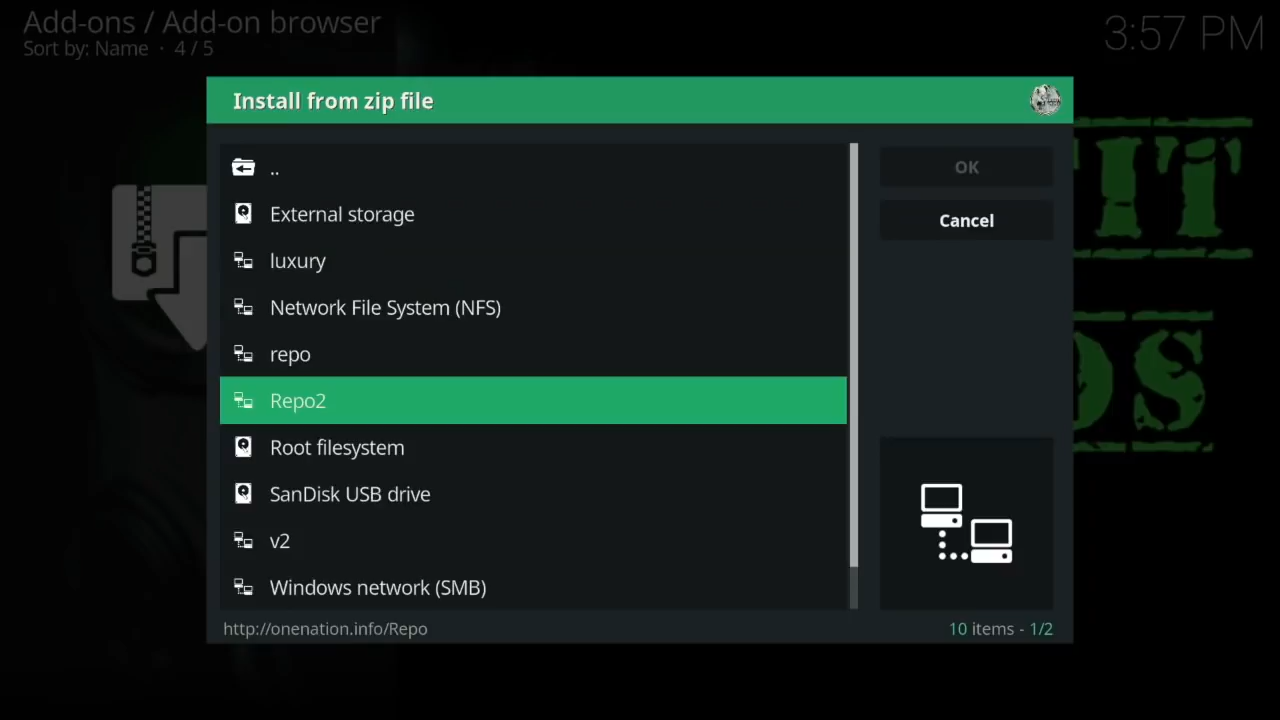 Add-ons / Add-on browser
Sort by: Name · 4 / 5
3:57 PM
Install from zip file
..
External storage
luxury
Network File System (NFS)
repo
Repo2
Root filesystem
SanDisk USB drive
v2
Windows network (SMB)
OK
Cancel
http://onenation.info/Repo
10 items - 1/2